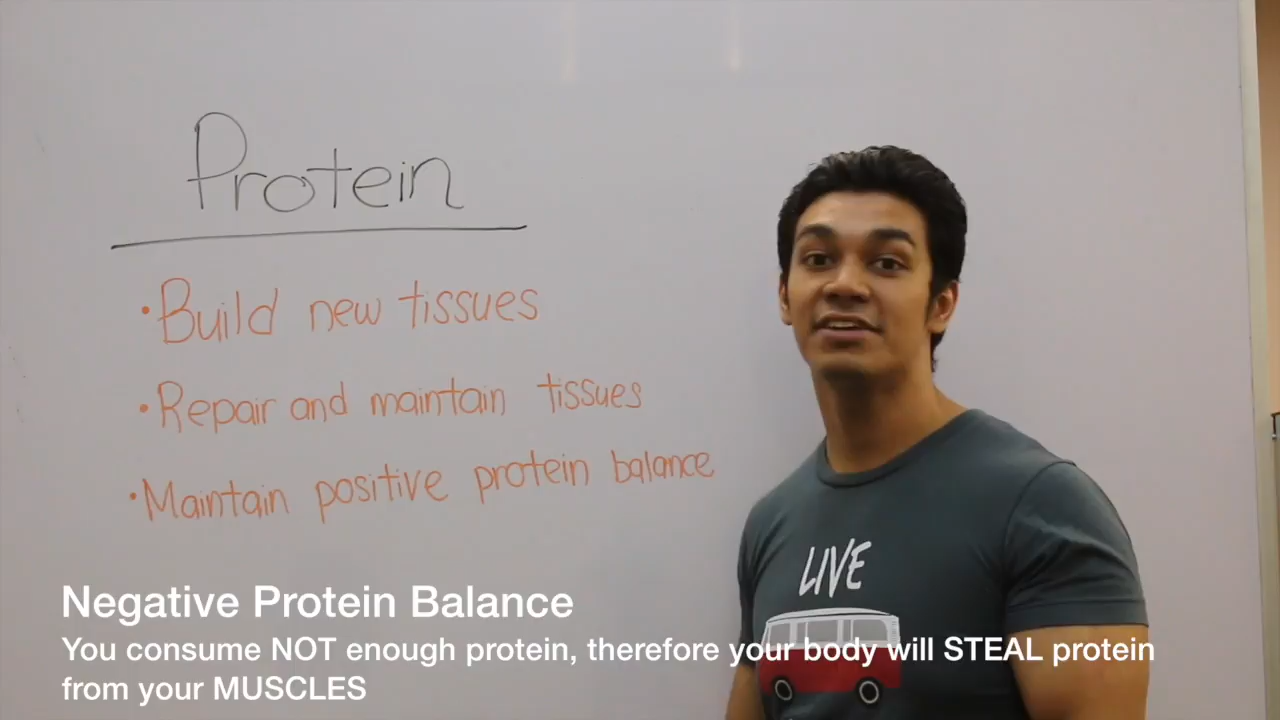 Protein
• Build new tissues
• Repair and maintain tissues
• Maintain positive protein balance
LIVE
Negative Protein Balance
You consume NOT enough protein, therefore your body will STEAL protein
from your MUSCLES